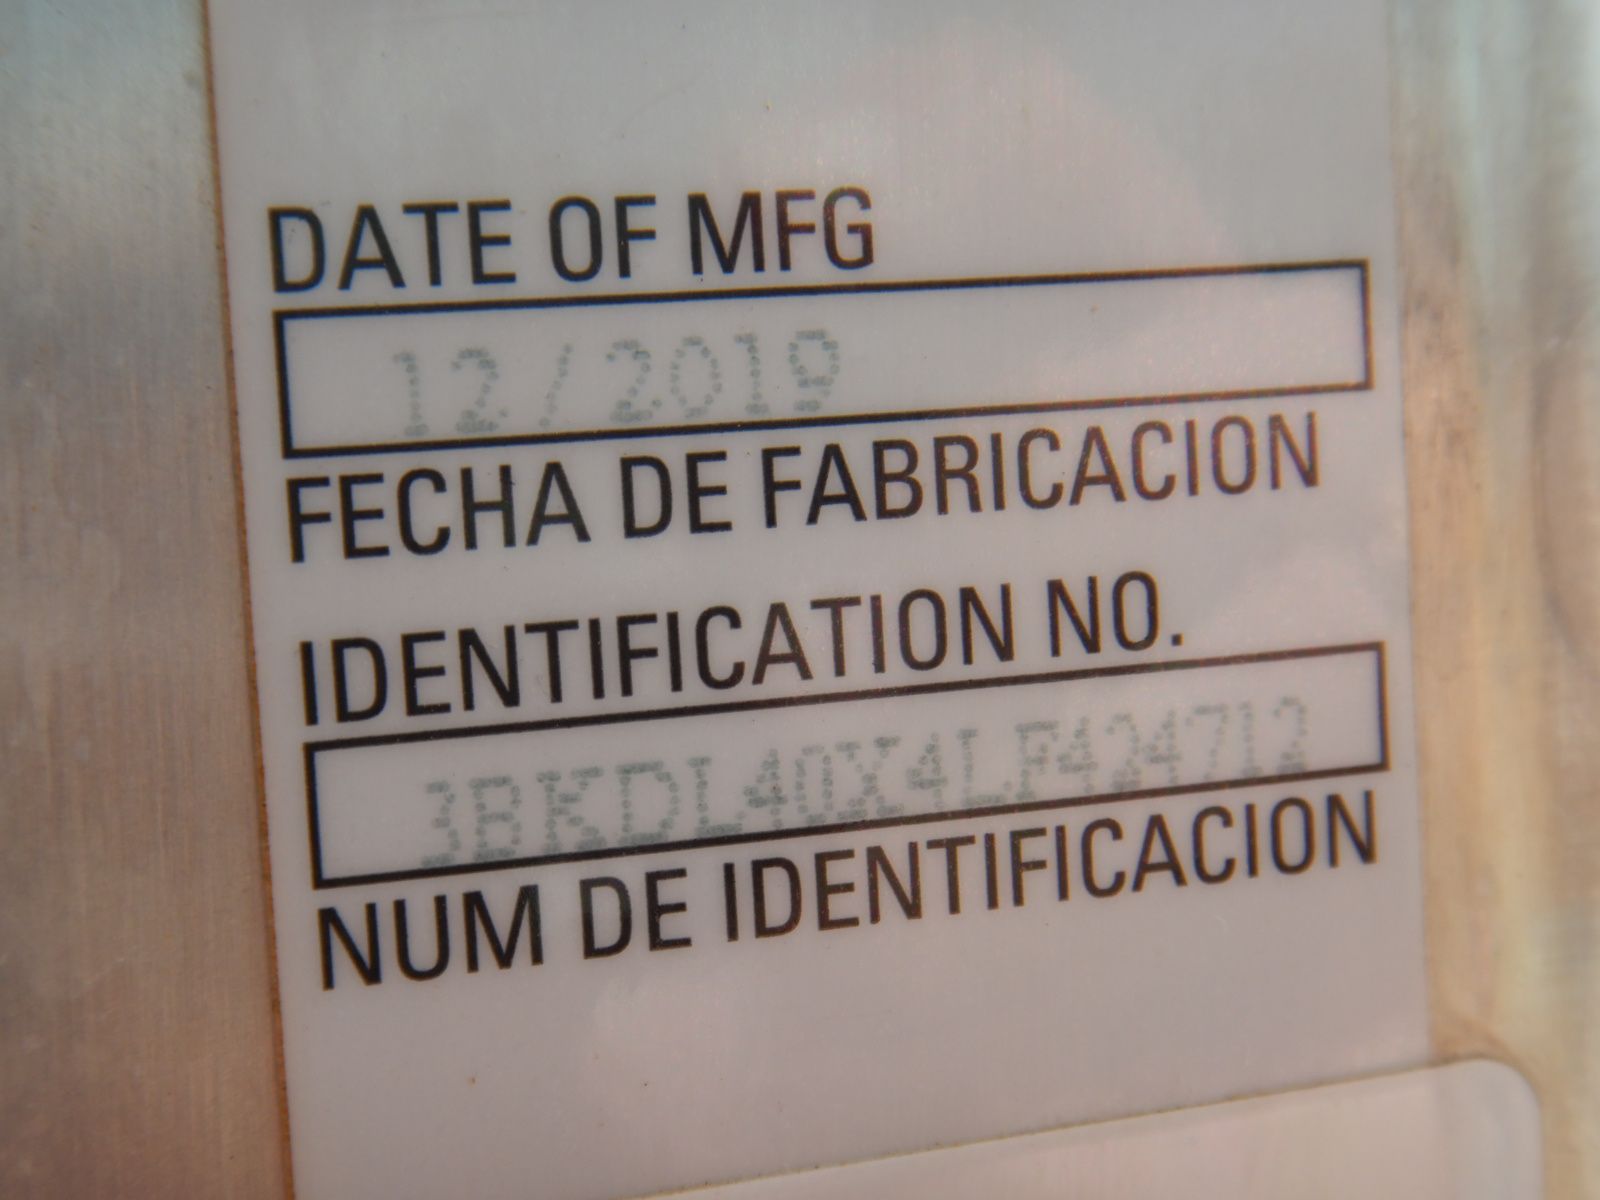 DATE OF MFG
12/2019
FECHA DE FABRICACION
IDENTIFICATION NO.
3BKDL40X4LF424712
NUM DE IDENTIFICACION